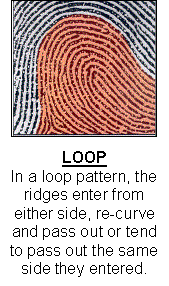 LOOP
In a loop pattern, the
ridges enter from
either side, re-curve
and pass out or tend
to pass out the same
side they entered.